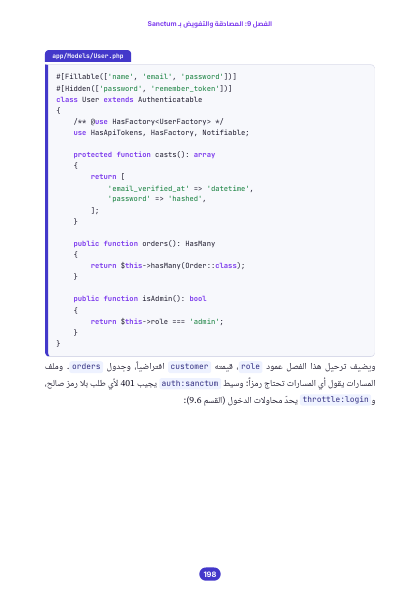 الفصل 9: المصادقة والتفويض بـ Sanctum
app/Models/User.php
#[Fillable(['name', 'email', 'password'])]
#[Hidden(['password', 'remember_token'])]
class User extends Authenticatable
{
    /** @use HasFactory<UserFactory> */
    use HasApiTokens, HasFactory, Notifiable;

    protected function casts(): array
    {
        return [
            'email_verified_at' => 'datetime',
            'password' => 'hashed',
        ];
    }

    public function orders(): HasMany
    {
        return $this->hasMany(Order::class);
    }

    public function isAdmin(): bool
    {
        return $this->role === 'admin';
    }
}
ويضيف ترحيل هذا الفصل عمود role، قيمته customer افتراضياً، وجدول orders. وملف
المسارات يقول أي المسارات تحتاج رمزاً: وسيط auth:sanctum يجيب 401 لأي طلب بلا رمز صالح،
و throttle:login يحدّ محاولات الدخول (القسم 9.6):
198